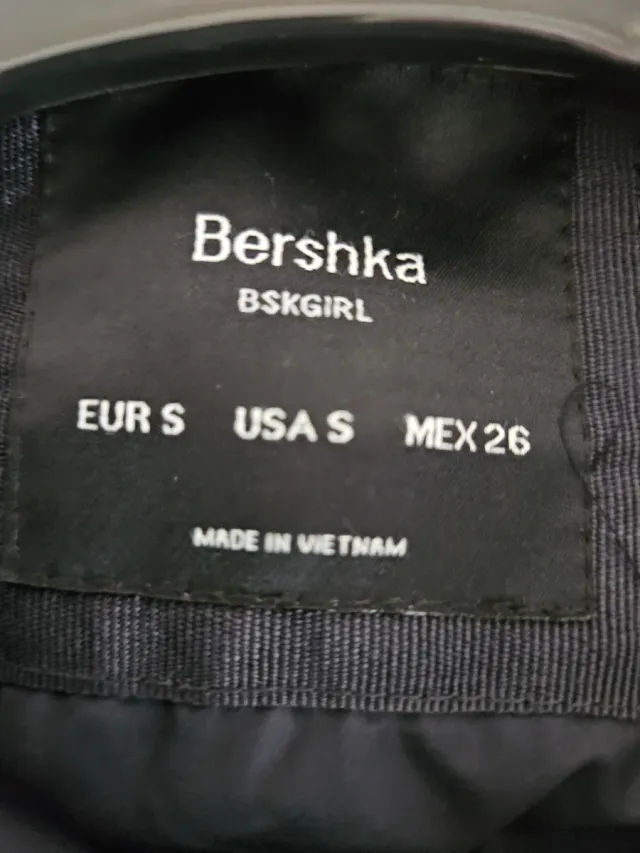 Bershka
BSKGIRL
EUR S USA S MEX 26
MADE IN VIETNAM